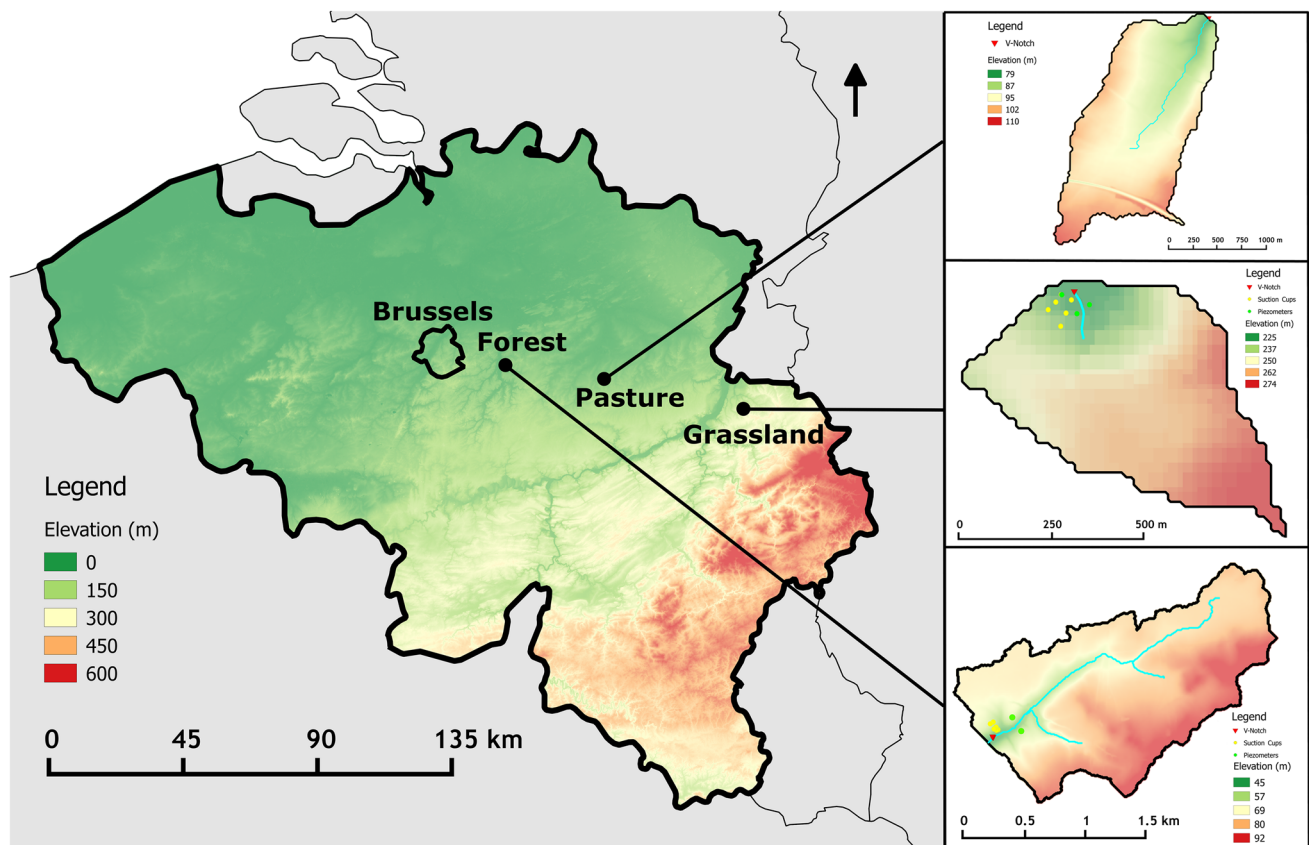 Brussels
Forest
Pasture
Grassland
Legend
Elevation (m)
0
150
300
450
600
0 45 90 135 km
Legend
V-Notch
Elevation (m)
79
87
95
102
110
0 250 500 750 1000 m
Legend
V-Notch
Suction Cups
Piezometers
Elevation (m)
225
237
250
262
274
0 250 500 m
Legend
V-Notch
Suction Cups
Piezometers
Elevation (m)
45
57
69
80
92
0 0.5 1 1.5 km